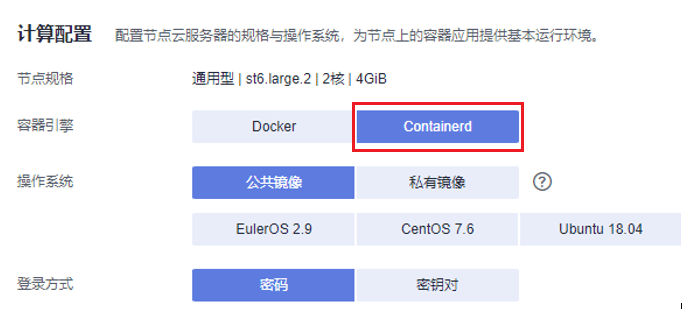 计算配置 配置节点云服务器的规格与操作系统，为节点上的容器应用提供基本运行环境。
节点规格 通用型 | st6.large.2 | 2核 | 4GiB
容器引擎 Docker Containerd
操作系统 公共镜像 私有镜像 ?
EulerOS 2.9 CentOS 7.6 Ubuntu 18.04
登录方式 密码 密钥对